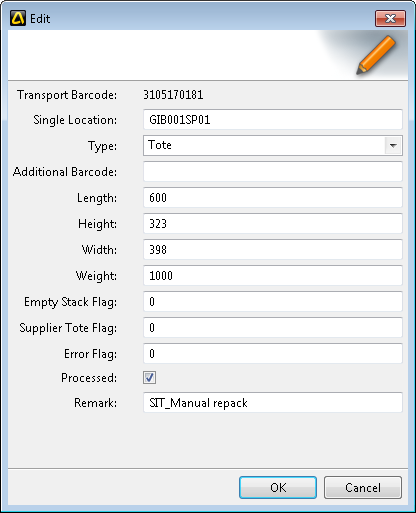 Edit
Transport Barcode: 3105170181
Single Location: GIB001SP01
Type: Tote
Additional Barcode:
Length: 600
Height: 323
Width: 398
Weight: 1000
Empty Stack Flag: 0
Supplier Tote Flag: 0
Error Flag: 0
Processed:
Remark: SIT_Manual repack
OK Cancel